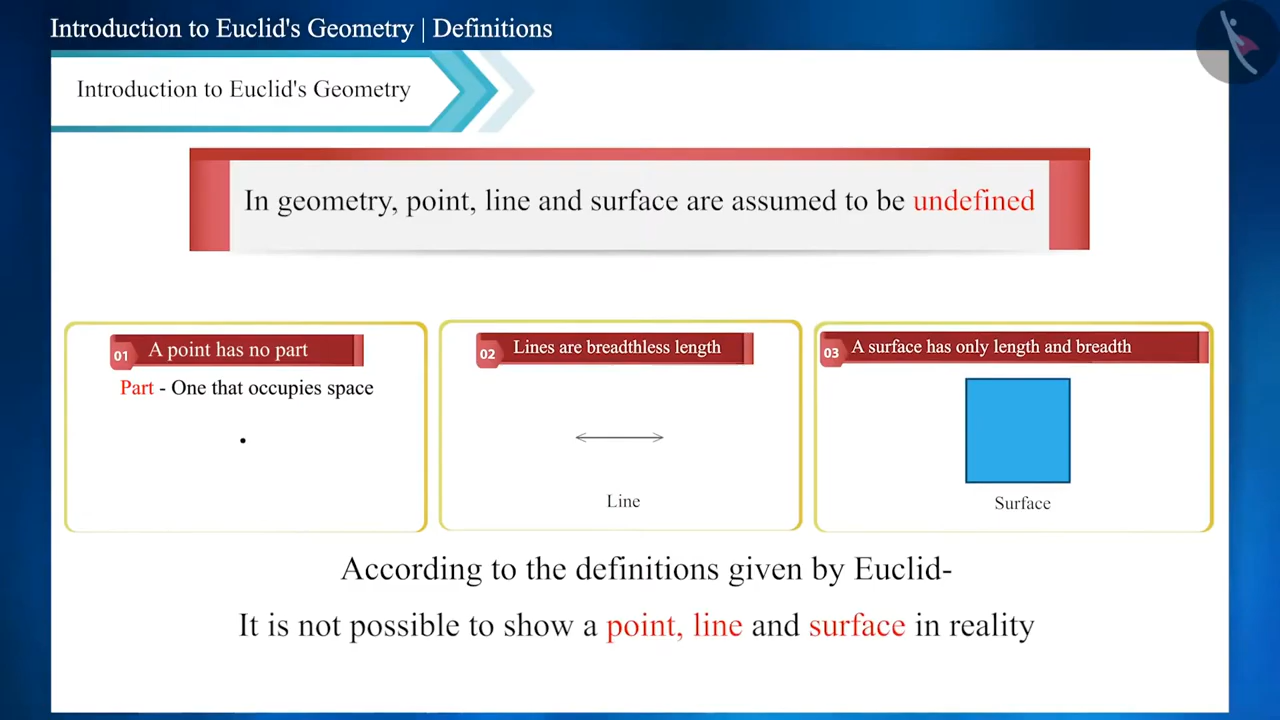 Introduction to Euclid's Geometry | Definitions
Introduction to Euclid's Geometry
In geometry, point, line and surface are assumed to be undefined
01 A point has no part
Part - One that occupies space
02 Lines are breadthless length
Line
03 A surface has only length and breadth
Surface
According to the definitions given by Euclid-
It is not possible to show a point, line and surface in reality